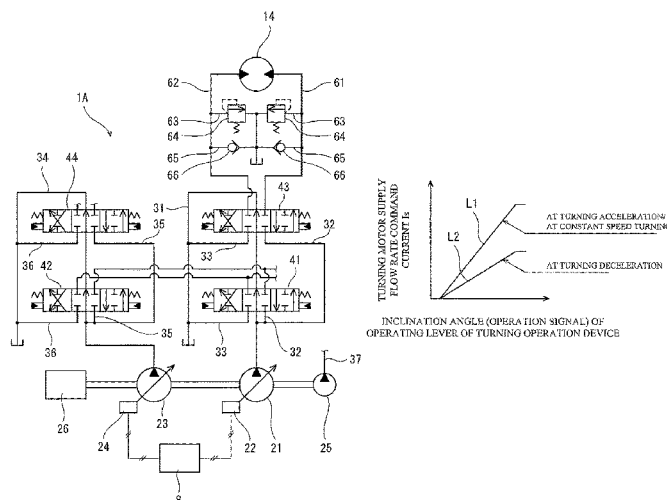 14
62
61
1A
63
63
64
64
65
65
66
66
34
44
31
43
32
36
35
33
42
41
36
35
33
32
37
26
24
23
22
21
25
TURNING MOTOR SUPPLY
FLOW RATE COMMAND
CURRENT Is
L1
L2
AT TURNING ACCELERATION/
AT CONSTANT SPEED TURNING
AT TURNING DECELERATION
INCLINATION ANGLE (OPERATION SIGNAL) OF
OPERATING LEVER OF TURNING OPERATION DEVICE